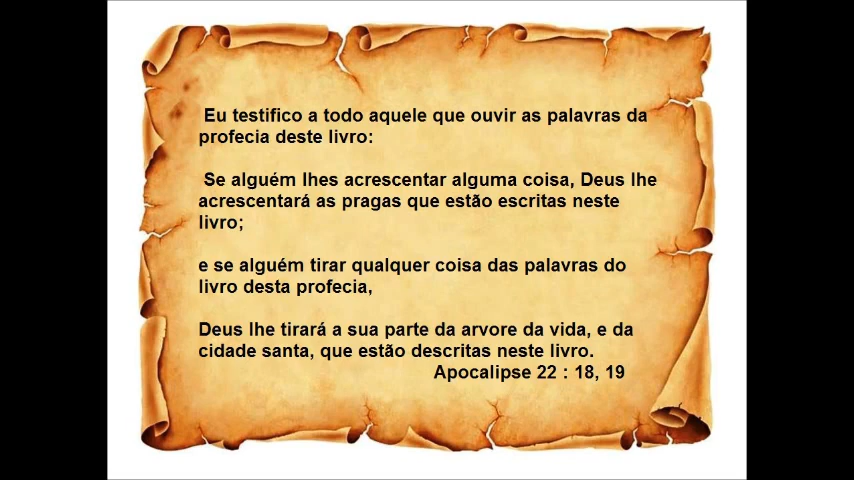 Eu testifico a todo aquele que ouvir as palavras da
profecia deste livro:
Se alguém lhes acrescentar alguma coisa, Deus lhe
acrescentará as pragas que estão escritas neste
livro;
e se alguém tirar qualquer coisa das palavras do
livro desta profecia,
Deus lhe tirará a sua parte da arvore da vida, e da
cidade santa, que estão descritas neste livro.
Apocalipse 22 : 18, 19